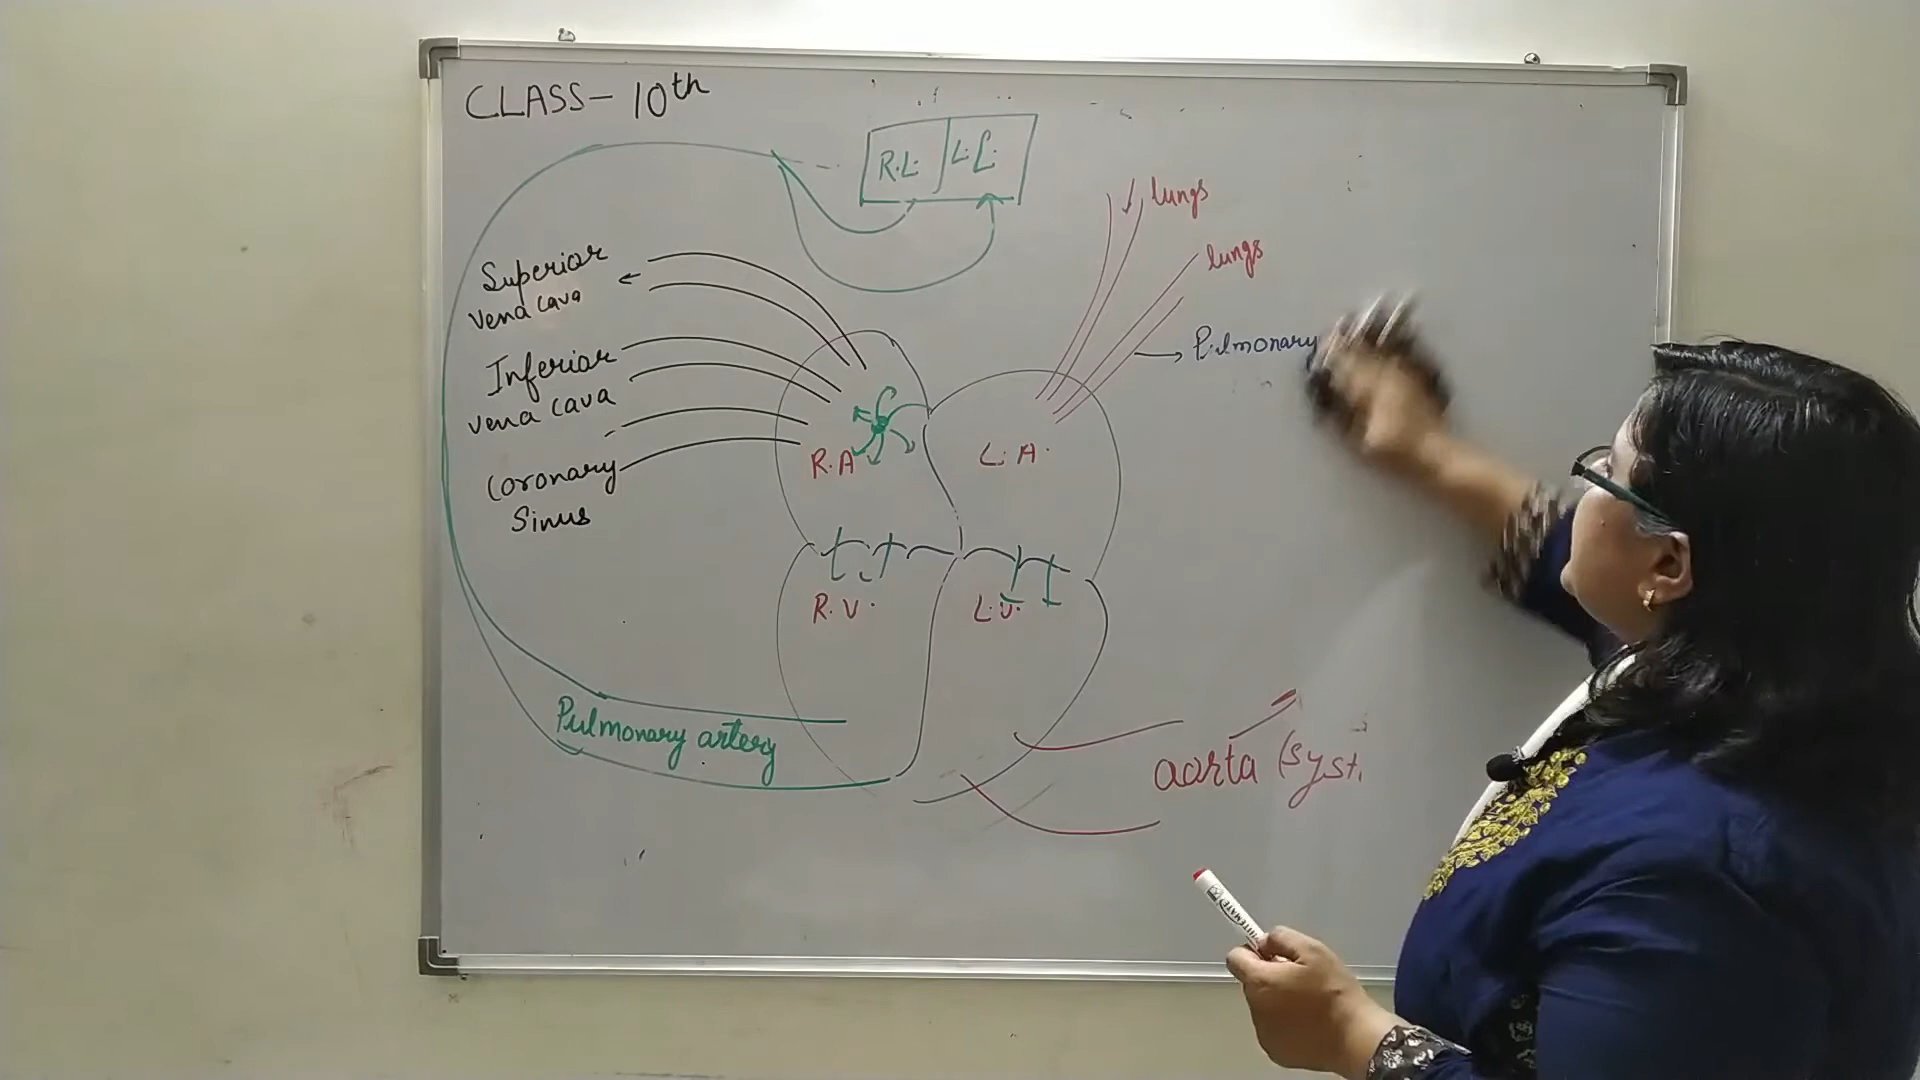 CLASS- 10th
R.L. L.L.
lungs
lungs
Superior
vena cava
Pulmonary
Inferior
vena cava
R.A
L.A.
Coronary
Sinus
R.V.
L.V.
Pulmonary artery
aorta (syst